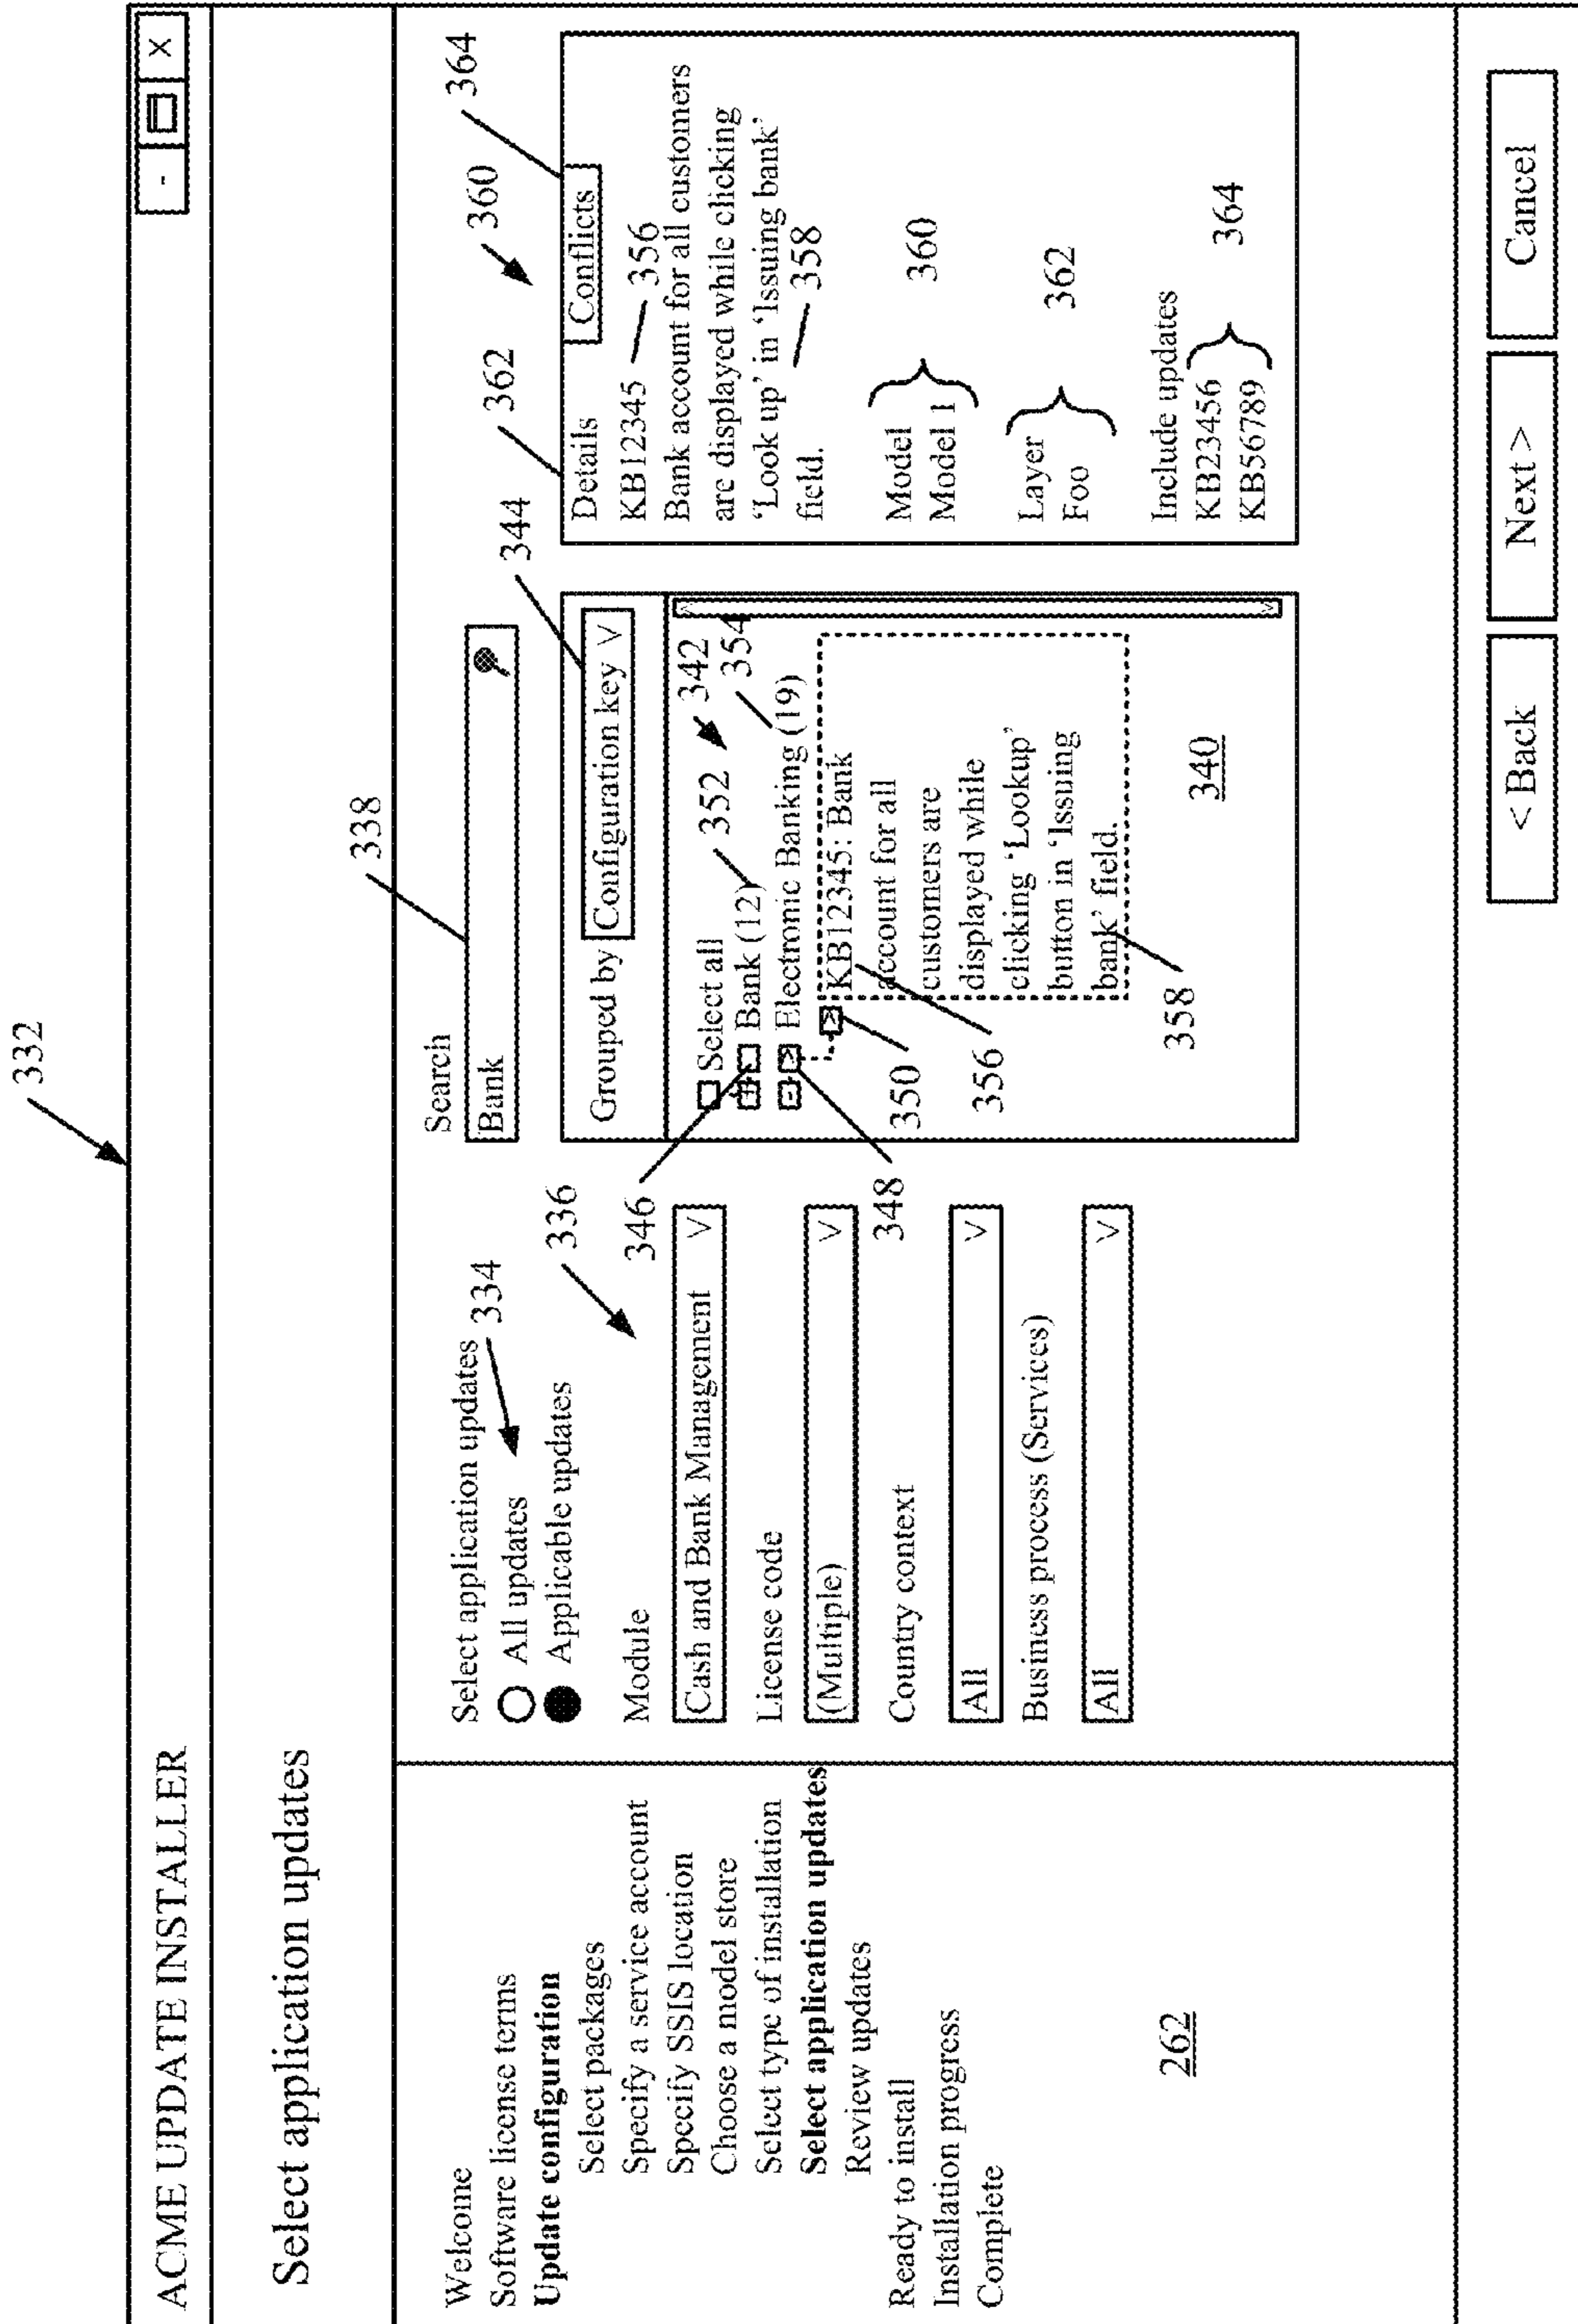 332
ACME UPDATE INSTALLER
- X
Select application updates
Welcome
Software license terms
Update configuration
Select packages
Specify a service account
Specify SSIS location
Choose a model store
Select type of installation
Select application updates
Review updates
Ready to install
Installation progress
Complete
262
Select application updates
334
All updates
Applicable updates
336
Module
Cash and Bank Management V
License code
(Multiple) V
Country context
All V
Business process (Services)
All V
338
Search
Bank
344
Grouped by Configuration key V
346
Select all
342
Bank (12)
352
Electronic Banking (19)
354
348
350
KB12345: Bank
account for all
customers are
displayed while
clicking 'Lookup'
button in 'Issuing
bank' field.
356
358
340
362
360
364
Details
Conflicts
KB12345
356
Bank account for all customers
are displayed while clicking
'Look up' in 'Issuing bank'
field.
358
Model
Model 1
360
Layer
Foo
362
Include updates
KB23456
KB56789
364
< Back
Next >
Cancel